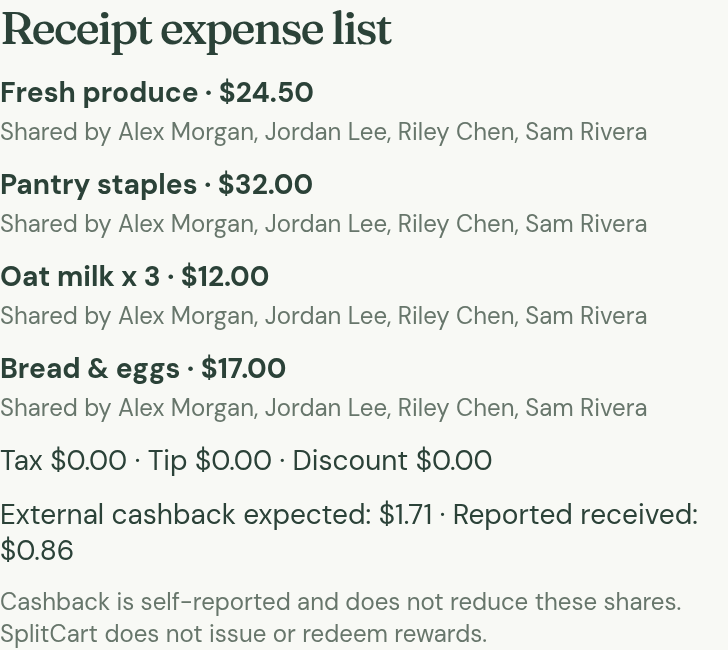 Receipt expense list
Fresh produce · $24.50
Shared by Alex Morgan, Jordan Lee, Riley Chen, Sam Rivera
Pantry staples · $32.00
Shared by Alex Morgan, Jordan Lee, Riley Chen, Sam Rivera
Oat milk x 3 · $12.00
Shared by Alex Morgan, Jordan Lee, Riley Chen, Sam Rivera
Bread & eggs · $17.00
Shared by Alex Morgan, Jordan Lee, Riley Chen, Sam Rivera
Tax $0.00 · Tip $0.00 · Discount $0.00
External cashback expected: $1.71 · Reported received:
$0.86
Cashback is self-reported and does not reduce these shares.
SplitCart does not issue or redeem rewards.